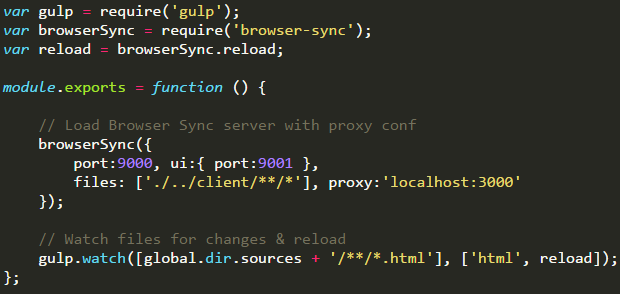 var gulp = require('gulp');
var browserSync = require('browser-sync');
var reload = browserSync.reload;

module.exports = function () {

    // Load Browser Sync server with proxy conf
    browserSync({
        port:9000, ui:{ port:9001 },
        files: ['./../client/**/*'], proxy:'localhost:3000'
    });

    // Watch files for changes & reload
    gulp.watch([global.dir.sources + '/**/*.html'], ['html', reload]);
};